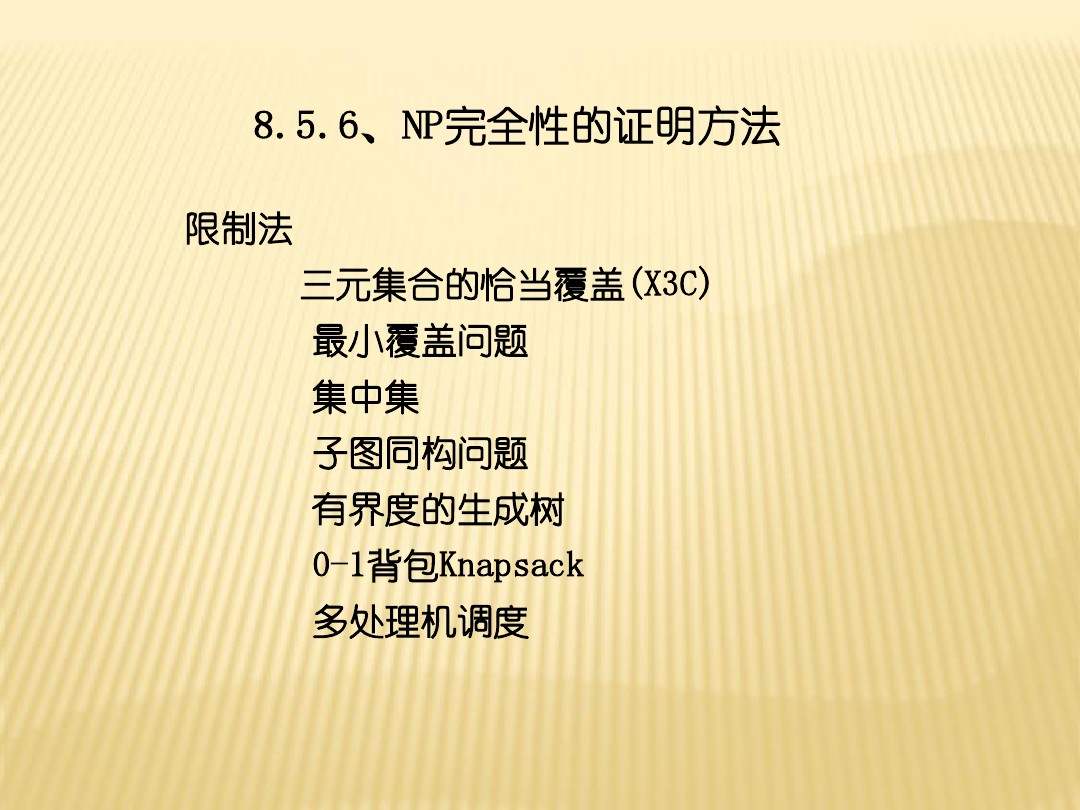 8.5.6、NP完全性的证明方法
限制法
三元集合的恰当覆盖(X3C)
最小覆盖问题
集中集
子图同构问题
有界度的生成树
0-1背包Knapsack
多处理机调度